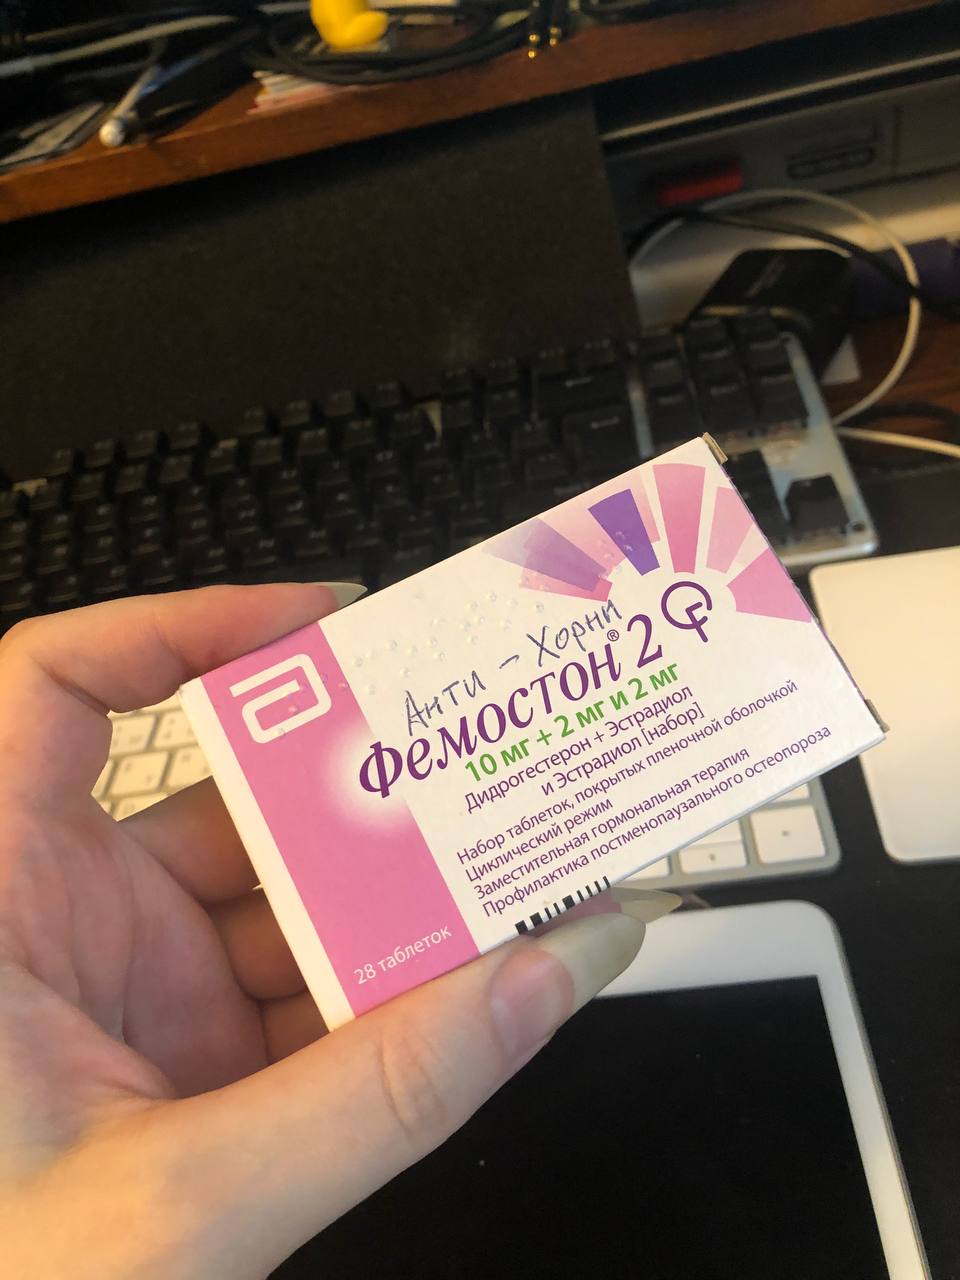 Анти - Хорни
Фемостон® 2
10 мг + 2 мг и 2 мг
Дидрогестерон + Эстрадиол
и Эстрадиол [набор]
Набор таблеток, покрытых пленочной оболочкой
Циклический режим
Заместительная гормональная терапия
Профилактика постменопаузального остеопороза
28 таблеток